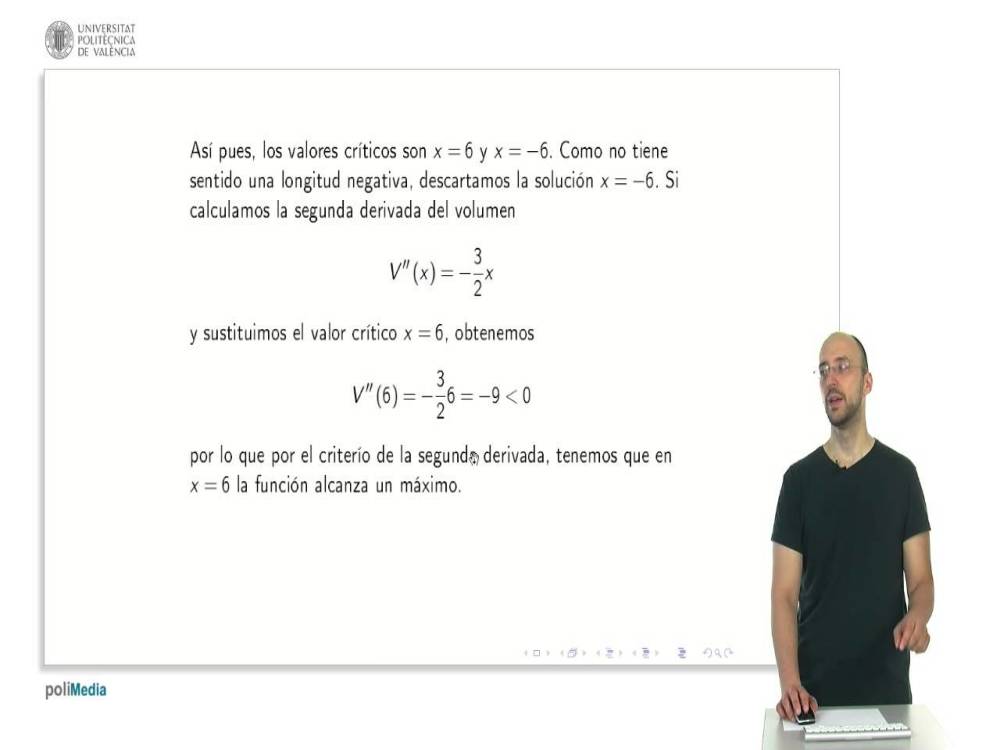 UNIVERSITAT
POLITÈCNICA
DE VALÈNCIA
Así pues, los valores críticos son x = 6 y x = −6. Como no tiene
sentido una longitud negativa, descartamos la solución x = −6. Si
calculamos la segunda derivada del volumen
V″(x) = −3/2 x
y sustituimos el valor crítico x = 6, obtenemos
V″(6) = −3/2 6 = −9 < 0
por lo que por el criterío de la segunda derivada, tenemos que en
x = 6 la función alcanza un máximo.
poliMedia